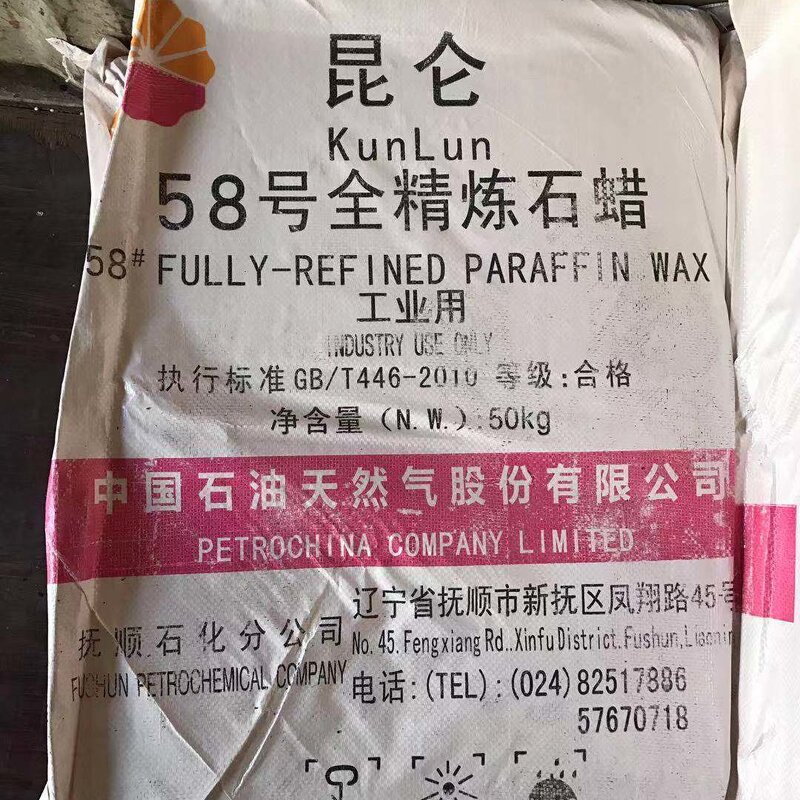 昆仑
KunLun
58号全精炼石蜡
58# FULLY-REFINED PARAFFIN WAX
工业用
INDUSTRY USE ONLY
执行标准GB/T446-2010 等级:合格
净含量(N.W.):50kg
中国石油天然气股份有限公司
PETROCHINA COMPANY LIMITED
抚顺石化分公司
FUSHUN PETROCHEMICAL COMPANY
辽宁省抚顺市新抚区凤翔路45号
No.45.Fengxiang Rd..Xinfu District.Fushun,
电话:(TEL):(024)82517886
57670718